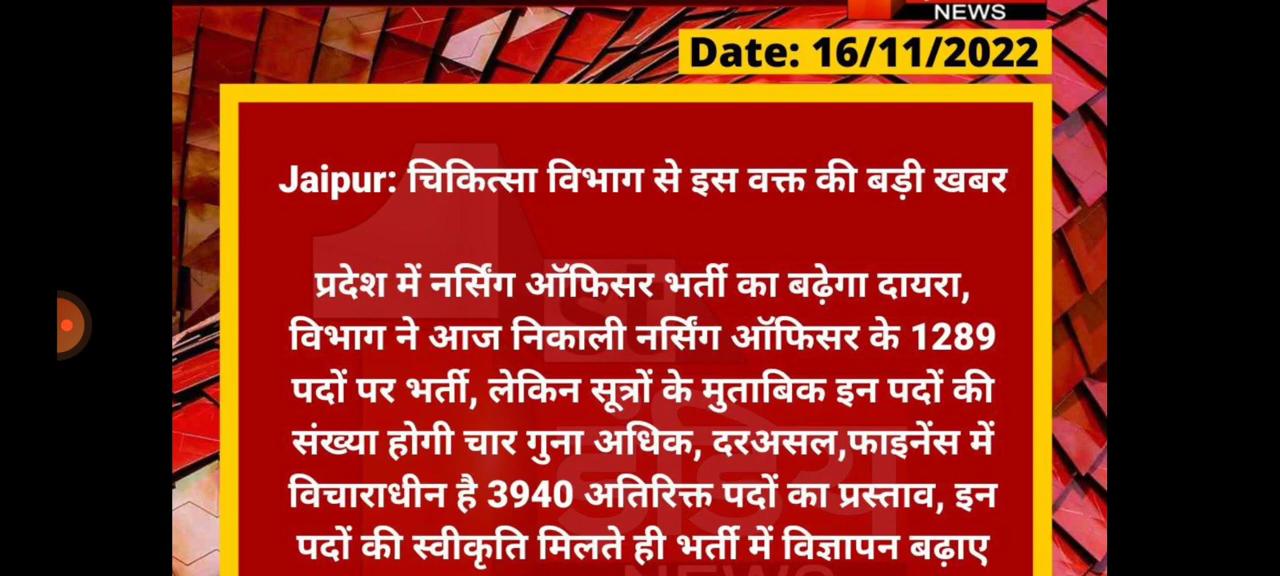 NEWS
Date: 16/11/2022
Jaipur: चिकित्सा विभाग से इस वक्त की बड़ी खबर
प्रदेश में नर्सिंग ऑफिसर भर्ती का बढ़ेगा दायरा,
विभाग ने आज निकाली नर्सिंग ऑफिसर के 1289
पदों पर भर्ती, लेकिन सूत्रों के मुताबिक इन पदों की
संख्या होगी चार गुना अधिक, दरअसल,फाइनेंस में
विचाराधीन है 3940 अतिरिक्त पदों का प्रस्ताव, इन
पदों की स्वीकृति मिलते ही भर्ती में विज्ञापन बढ़ाए
1st
इंडिया
NEWS